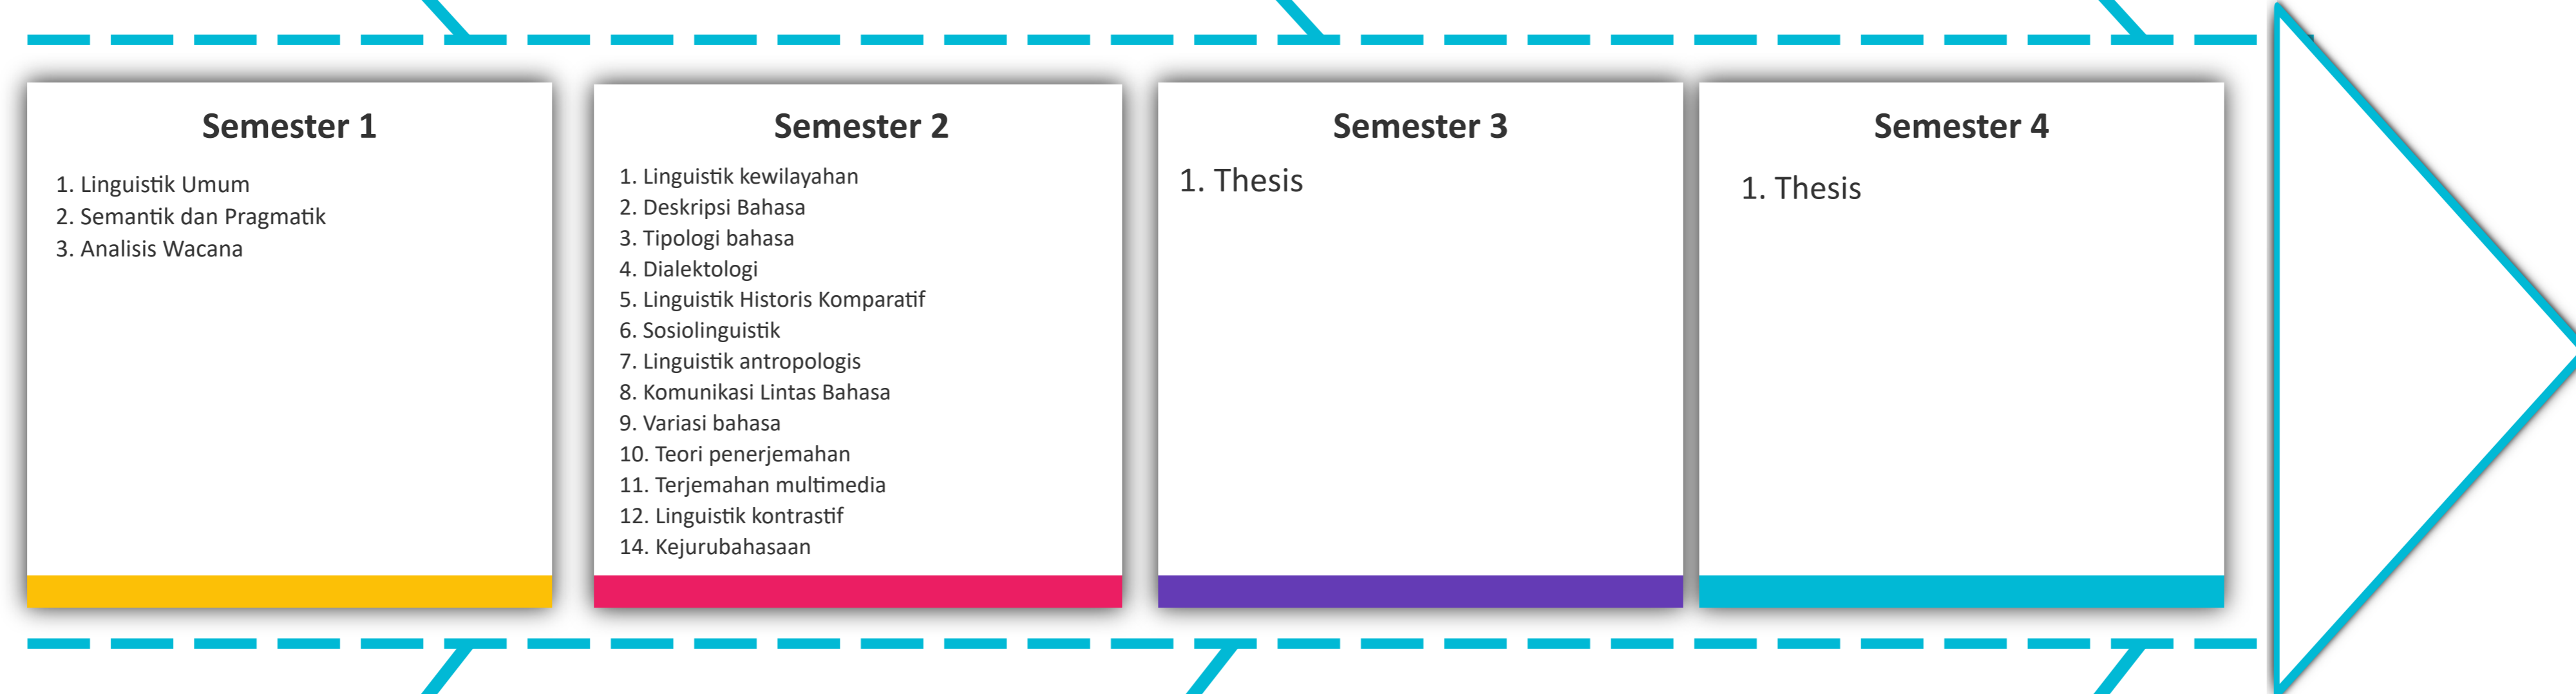 Semester 1
1. Linguistik Umum
2. Semantik dan Pragmatik
3. Analisis Wacana
Semester 2
1. Linguistik kewilayahan
2. Deskripsi Bahasa
3. Tipologi bahasa
4. Dialektologi
5. Linguistik Historis Komparatif
6. Sosiolinguistik
7. Linguistik antropologis
8. Komunikasi Lintas Bahasa
9. Variasi bahasa
10. Teori penerjemahan
11. Terjemahan multimedia
12. Linguistik kontrastif
14. Kejurubahasaan
Semester 3
1. Thesis
Semester 4
1. Thesis